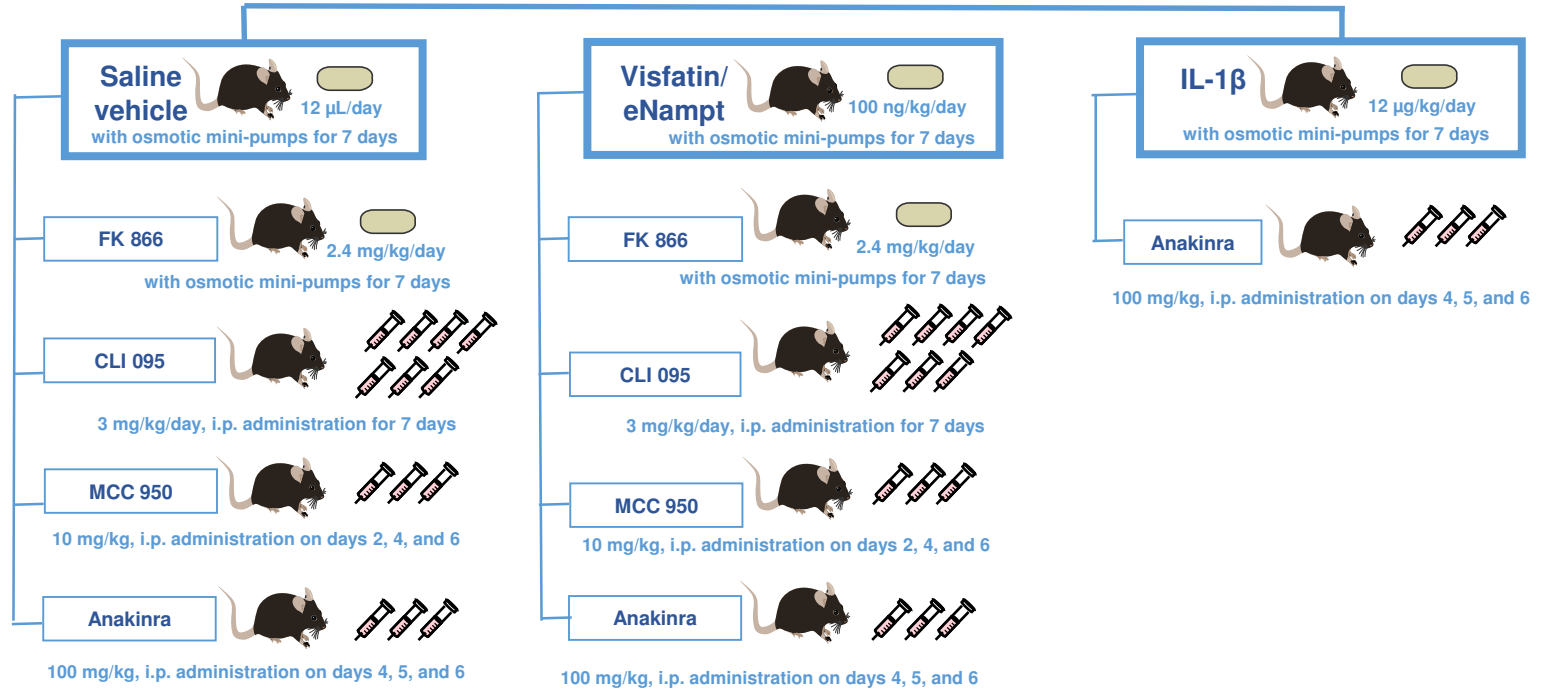 Saline
vehicle
12 µL/day
with osmotic mini-pumps for 7 days
FK 866
2.4 mg/kg/day
with osmotic mini-pumps for 7 days
CLI 095
3 mg/kg/day, i.p. administration for 7 days
MCC 950
10 mg/kg, i.p. administration on days 2, 4, and 6
Anakinra
100 mg/kg, i.p. administration on days 4, 5, and 6
Visfatin/
eNampt
100 ng/kg/day
with osmotic mini-pumps for 7 days
FK 866
2.4 mg/kg/day
with osmotic mini-pumps for 7 days
CLI 095
3 mg/kg/day, i.p. administration for 7 days
MCC 950
10 mg/kg, i.p. administration on days 2, 4, and 6
Anakinra
100 mg/kg, i.p. administration on days 4, 5, and 6
IL-1β
12 µg/kg/day
with osmotic mini-pumps for 7 days
Anakinra
100 mg/kg, i.p. administration on days 4, 5, and 6